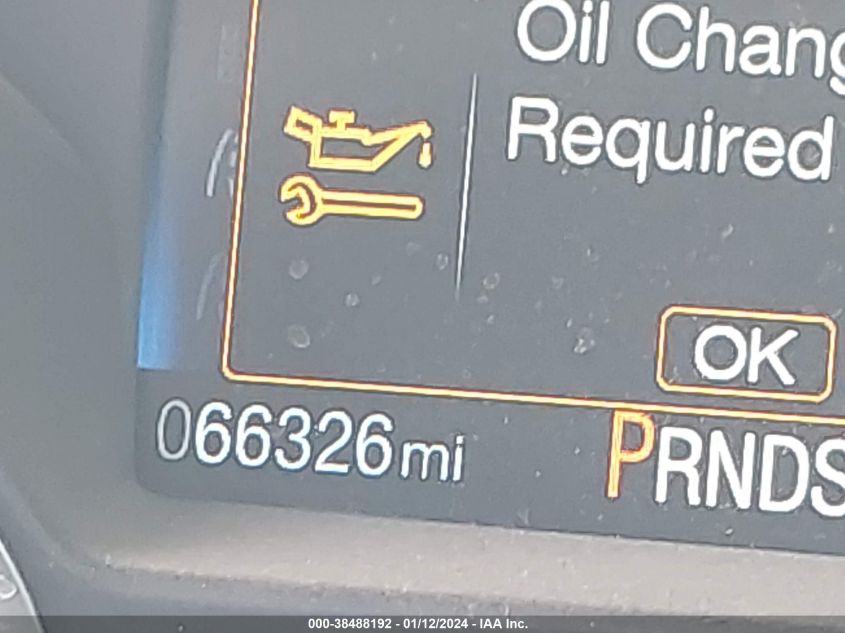 Oil Chang
Required
OK
066326mi
PRNDS
000-38488192 - 01/12/2024 - IAA Inc.